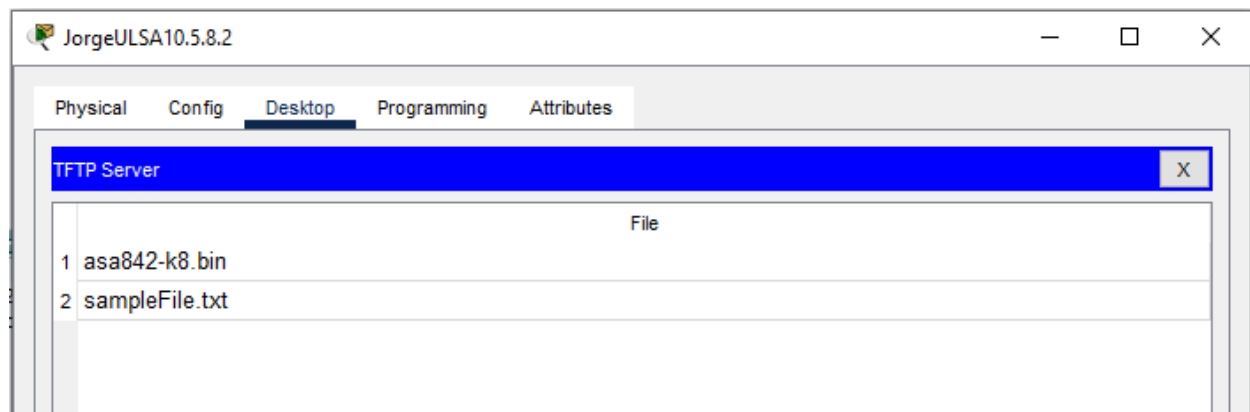 JorgeULSA10.5.8.2
Physical Config Desktop Programming Attributes
TFTP Server X
File
1 asa842-k8.bin
2 sampleFile.txt